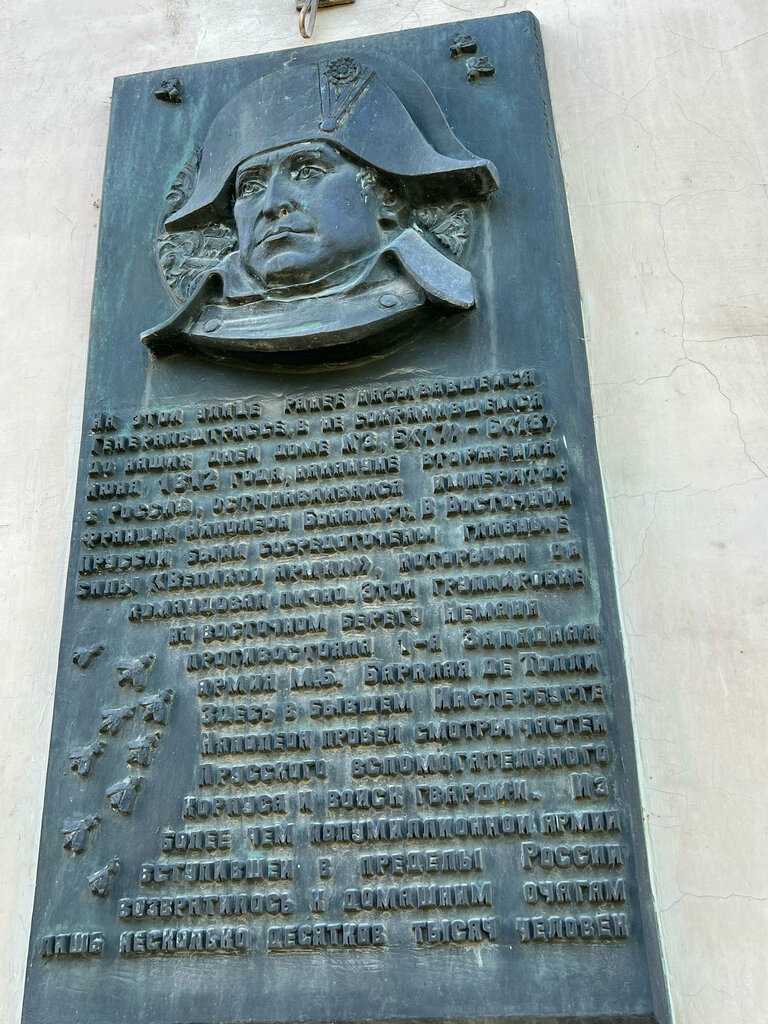 НА ЭТОЙ УЛИЦЕ РАНЕЕ НАЗЫВАВШЕЙСЯ
ГЕНЕРАЛЬШТРАССЕ, В НЕ СОХРАНИВШЕМСЯ
ДО НАШИХ ДНЕЙ ДОМЕ №8, 5«17» - 6«18»
ИЮНЯ 1812 ГОДА, НАКАНУНЕ ВТОРЖЕНИЯ
В РОССИЮ, ОСТАНАВЛИВАЛСЯ ИМПЕРАТОР
ФРАНЦИИ НАПОЛЕОН БОНАПАРТ. В ВОСТОЧНОЙ
ПРУССИИ БЫЛИ СОСРЕДОТОЧЕНЫ ГЛАВНЫЕ
СИЛЫ «ВЕЛИКОЙ АРМИИ», КОТОРЫМИ ОН
КОМАНДОВАЛ ЛИЧНО. ЭТОЙ ГРУППИРОВКЕ
НА ВОСТОЧНОМ БЕРЕГУ НЕМАНА
ПРОТИВОСТОЯЛА 1-Я ЗАПАДНАЯ
АРМИЯ М.Б. БАРКЛАЯ ДЕ ТОЛЛИ
ЗДЕСЬ В БЫВШЕМ ИНСТЕРБУРГЕ
НАПОЛЕОН ПРОВЕЛ СМОТРЫ ЧАСТЕЙ
ПРУССКОГО ВСПОМОГАТЕЛЬНОГО
КОРПУСА И ВОЙСК ГВАРДИИ. ИЗ
БОЛЕЕ ЧЕМ ПОЛУМИЛЛИОННОЙ АРМИИ
ВСТУПИВШЕЙ В ПРЕДЕЛЫ РОССИИ
ВОЗВРАТИЛОСЬ К ДОМАШНИМ ОЧАГАМ
ЛИШЬ НЕСКОЛЬКО ДЕСЯТКОВ ТЫСЯЧ ЧЕЛОВЕК